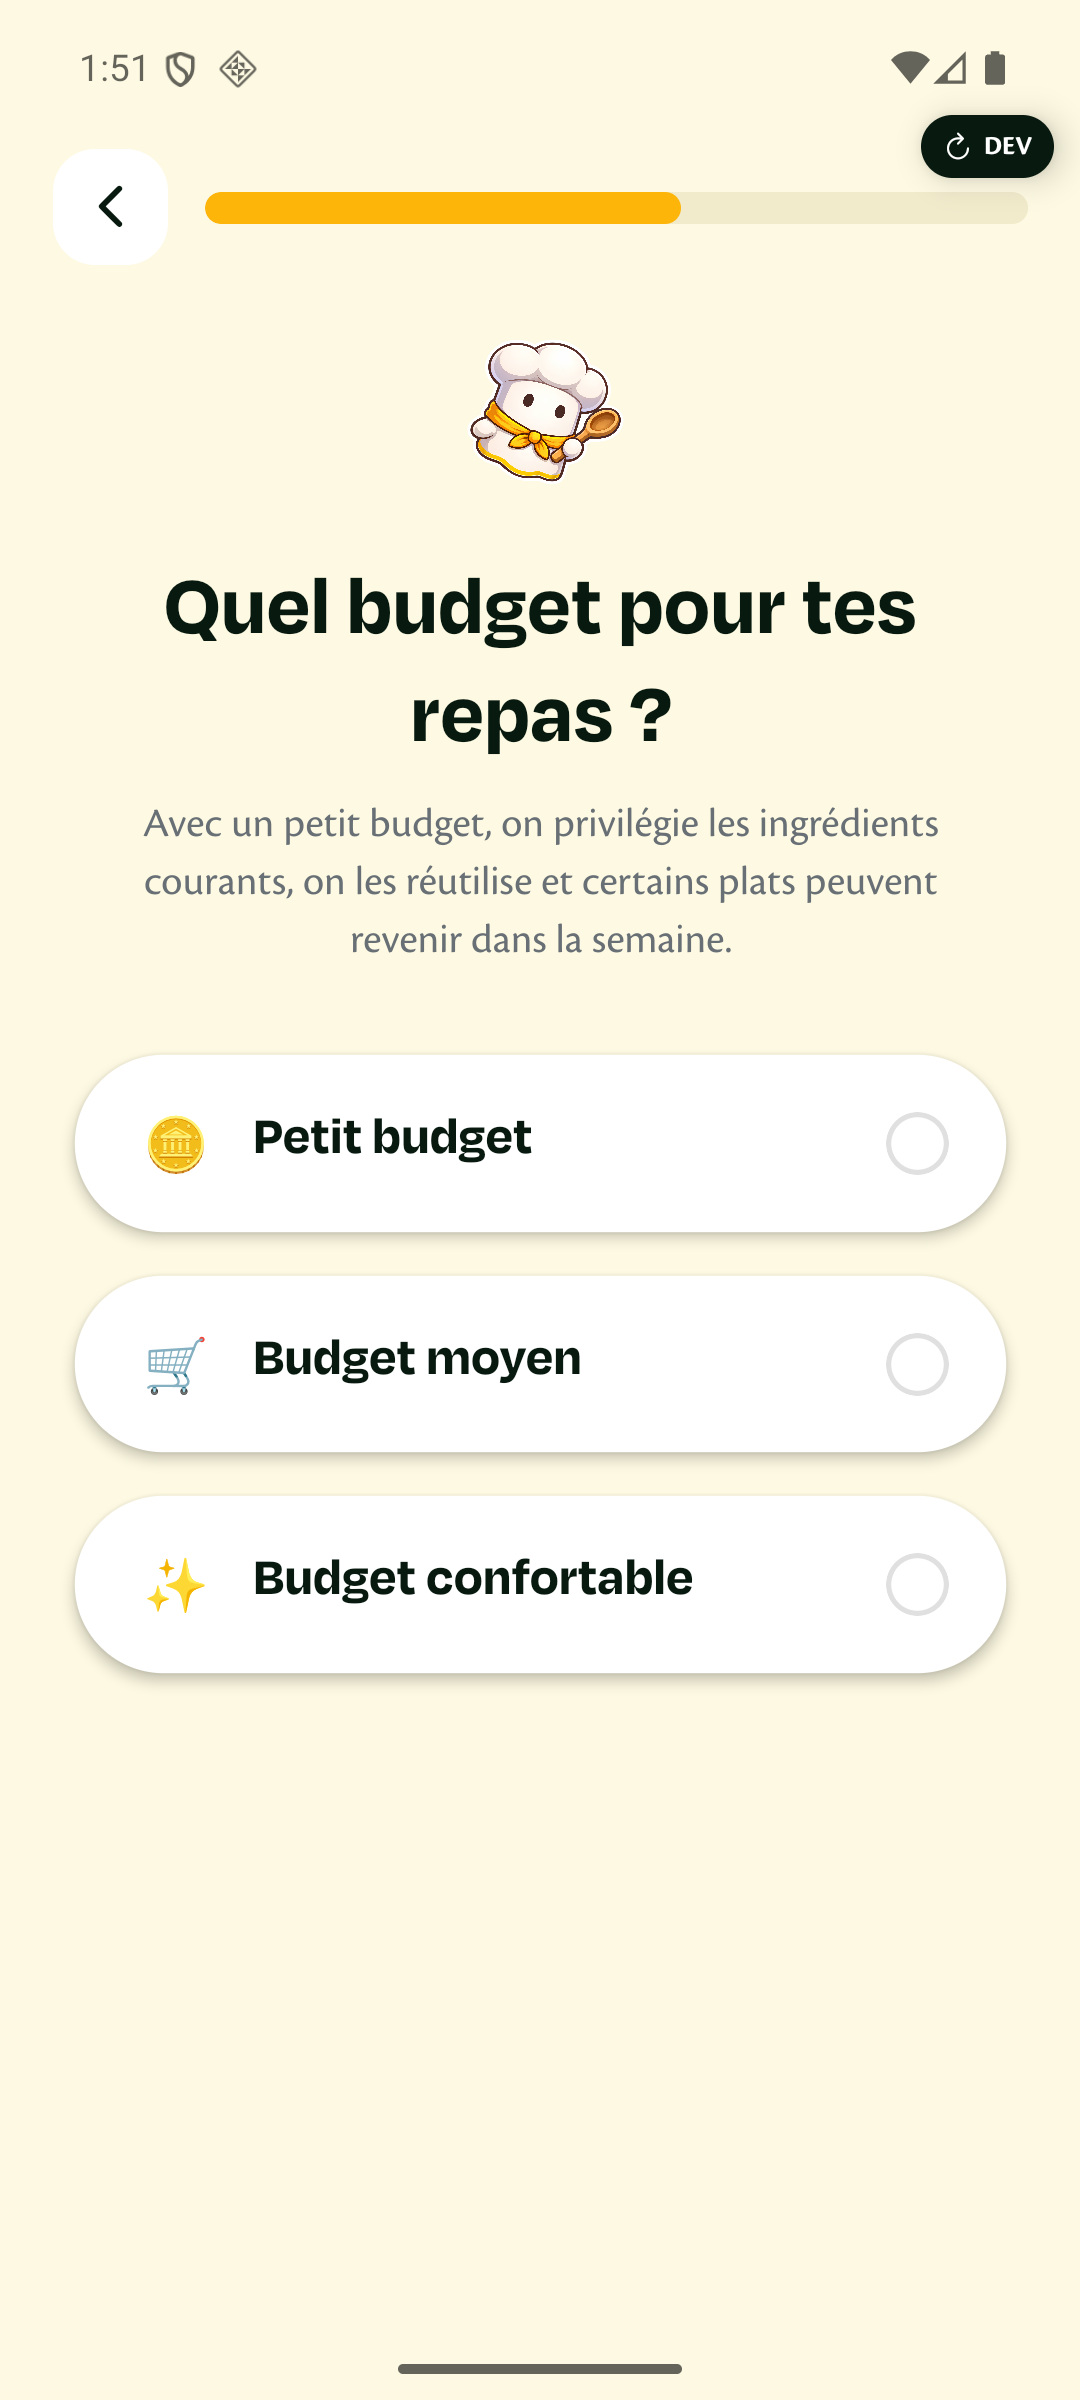 1:51
DEV
Quel budget pour tes
repas ?
Avec un petit budget, on privilégie les ingrédients
courants, on les réutilise et certains plats peuvent
revenir dans la semaine.
Petit budget
Budget moyen
Budget confortable